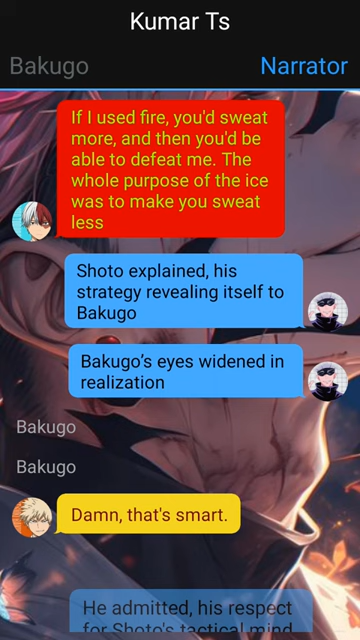 Kumar Ts
Bakugo
Narrator
If I used fire, you'd sweat
more, and then you'd be
able to defeat me. The
whole purpose of the ice
was to make you sweat
less
Shoto explained, his
strategy revealing itself to
Bakugo
Bakugo’s eyes widened in
realization
Bakugo
Bakugo
Damn, that's smart.
He admitted, his respect
for Shoto's tactical mind